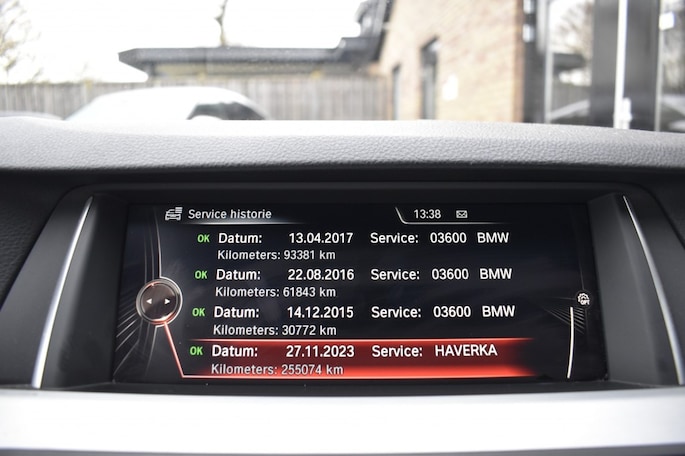 Service historie
13:38
OK Datum: 13.04.2017 Service: 03600 BMW
Kilometers: 93381 km
OK Datum: 22.08.2016 Service: 03600 BMW
Kilometers: 61843 km
OK Datum: 14.12.2015 Service: 03600 BMW
Kilometers: 30772 km
OK Datum: 27.11.2023 Service: HAVERKA
Kilometers: 255074 km
OFF